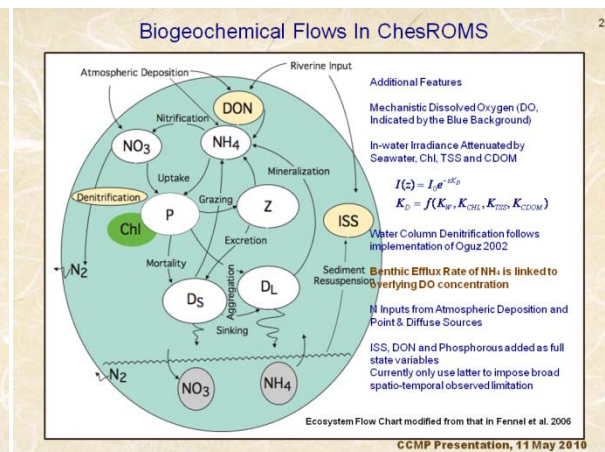 Biogeochemical Flows In ChesROMS
2
Atmospheric Deposition
Riverine Input
DON
Nitrification
NO3
NH4
Mineralization
Uptake
Grazing
Denitrification
P
Z
Chl
Excretion
ISS
N2
Mortality
Aggregation
Sediment
Resuspension
DS
DL
Sinking
N2
NO3
NH4
Additional Features
Mechanistic Dissolved Oxygen (DO,
Indicated by the Blue Background)
In-water Irradiance Attenuated by
Seawater, Chl, TSS and CDOM
I(z) = I₀e^{-zK_D}
K_D = f(K_W, K_CHL, K_TSS, K_CDOM)
Water Column Denitrification follows
implementation of Oguz 2002
Benthic Efflux Rate of NH4 is linked to
overlying DO concentration
N Inputs from Atmospheric Deposition and
Point & Diffuse Sources
ISS, DON and Phosphorous added as full
state variables
Currently only use latter to impose broad
spatio-temporal observed limitation
Ecosystem Flow Chart modified from that in Fennel et al. 2006
CCMP Presentation, 11 May 2010